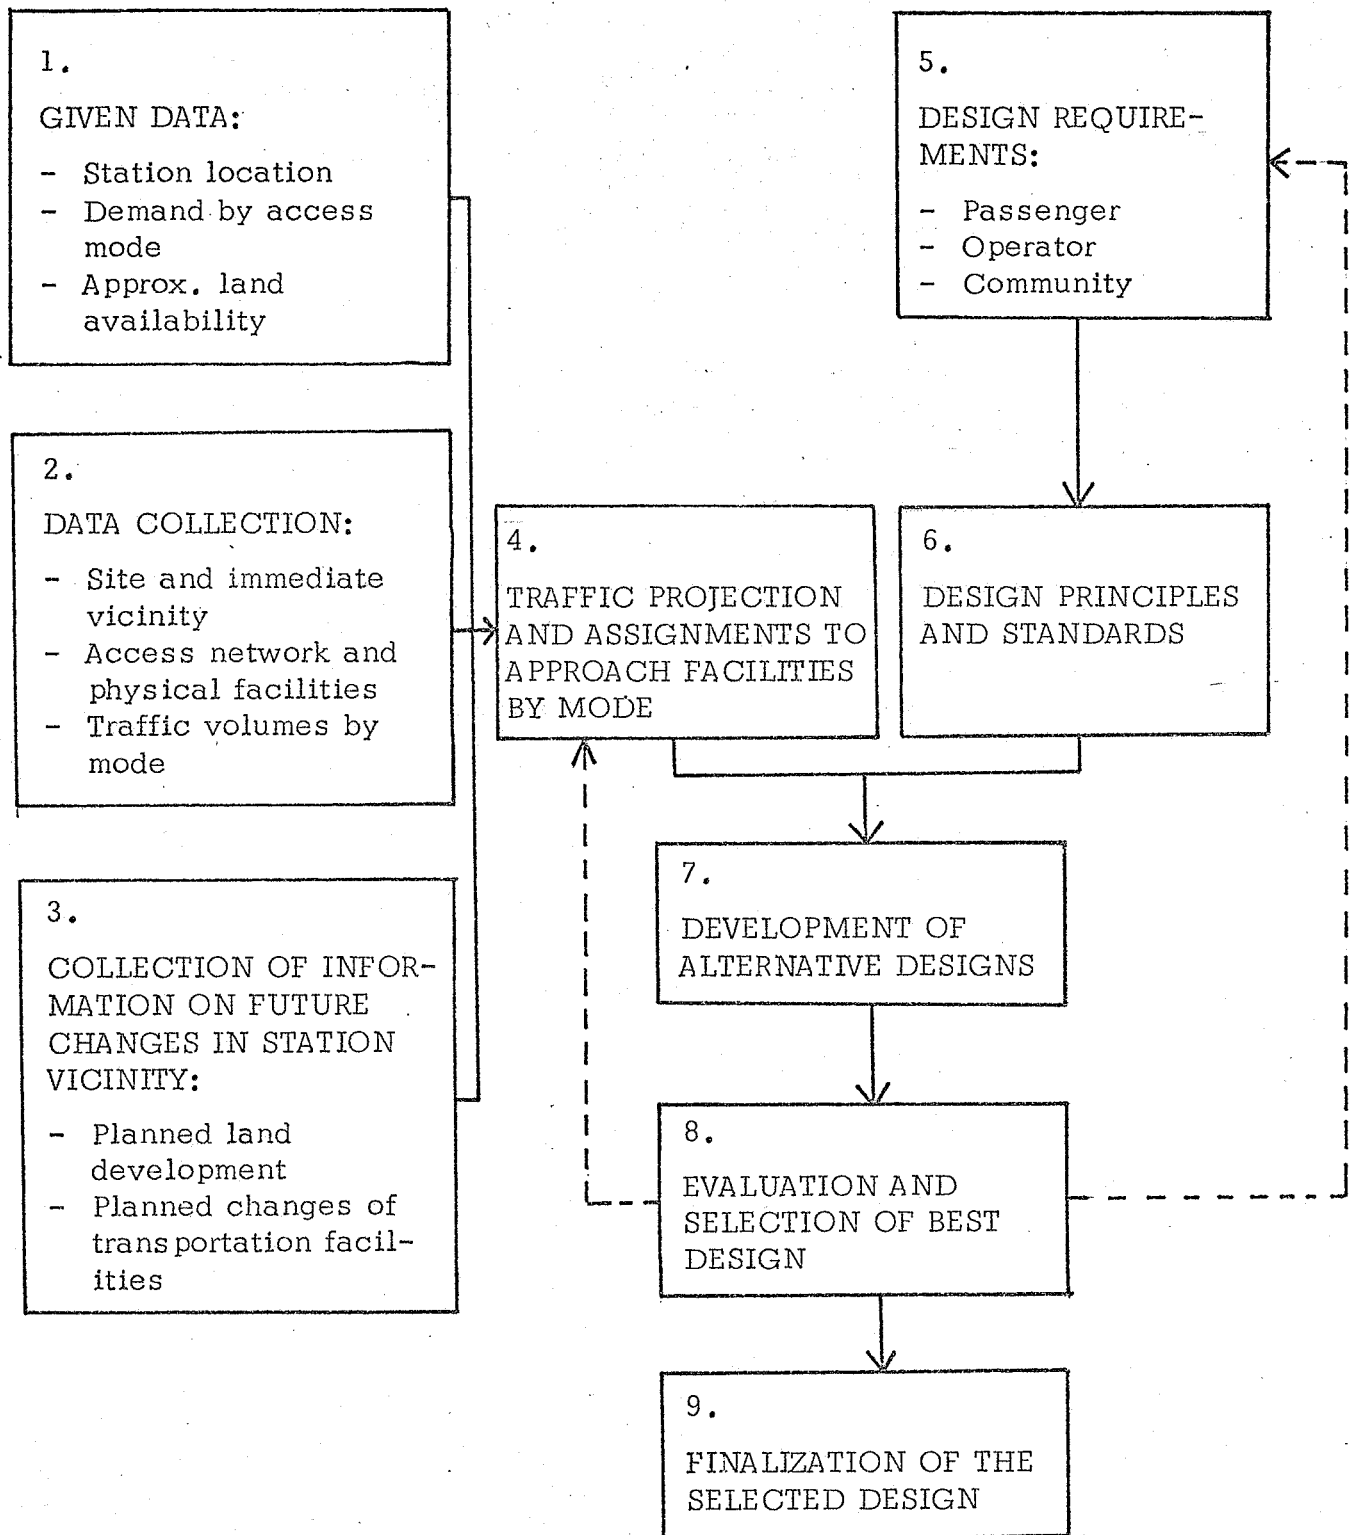 1.
GIVEN DATA:
- Station location
- Demand by access
mode
- Approx. land
availability
2.
DATA COLLECTION:
- Site and immediate
vicinity
- Access network and
physical facilities
- Traffic volumes by
mode
3.
COLLECTION OF INFOR-
MATION ON FUTURE
CHANGES IN STATION
VICINITY:
- Planned land
development
- Planned changes of
transportation facil-
ities
4.
TRAFFIC PROJECTION
AND ASSIGNMENTS TO
APPROACH FACILITIES
BY MODE
5.
DESIGN REQUIRE-
MENTS:
- Passenger
- Operator
- Community
6.
DESIGN PRINCIPLES
AND STANDARDS
7.
DEVELOPMENT OF
ALTERNATIVE DESIGNS
8.
EVALUATION AND
SELECTION OF BEST
DESIGN
9.
FINALIZATION OF THE
SELECTED DESIGN